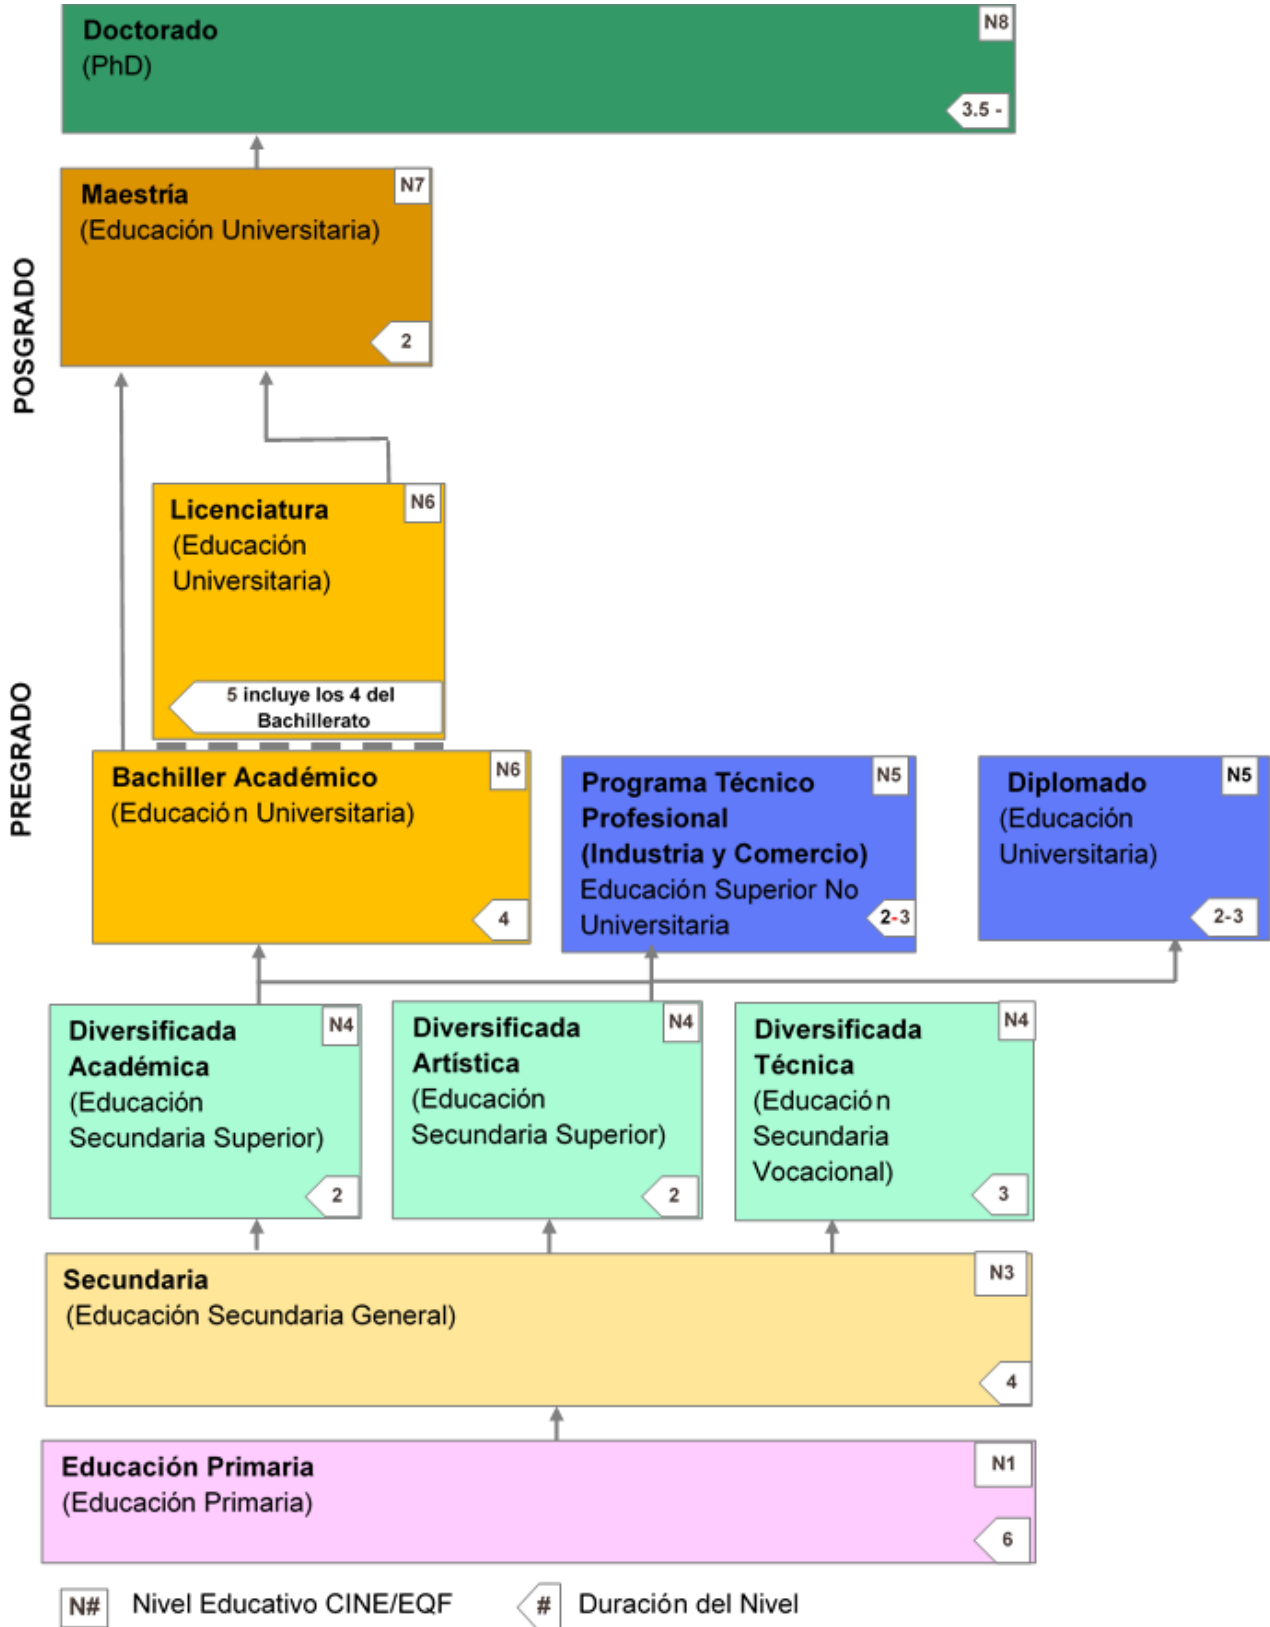 Doctorado
N8
(PhD)
3.5 -
Maestría
N7
(Educación Universitaria)
2
POSGRADO
Licenciatura
N6
(Educación
Universitaria)
5 incluye los 4 del
Bachillerato
PREGRADO
Bachiller Académico
N6
(Educación Universitaria)
4
Programa Técnico
N5
Profesional
(Industria y Comercio)
Educación Superior No
Universitaria
2-3
Diplomado
N5
(Educación
Universitaria)
2-3
Diversificada
N4
Académica
(Educación
Secundaria Superior)
2
Diversificada
N4
Artística
(Educación
Secundaria Superior)
2
Diversificada
N4
Técnica
(Educación
Secundaria
Vocacional)
3
Secundaria
N3
(Educación Secundaria General)
4
Educación Primaria
N1
(Educación Primaria)
6
N# Nivel Educativo CINE/EQF
# Duración del Nivel